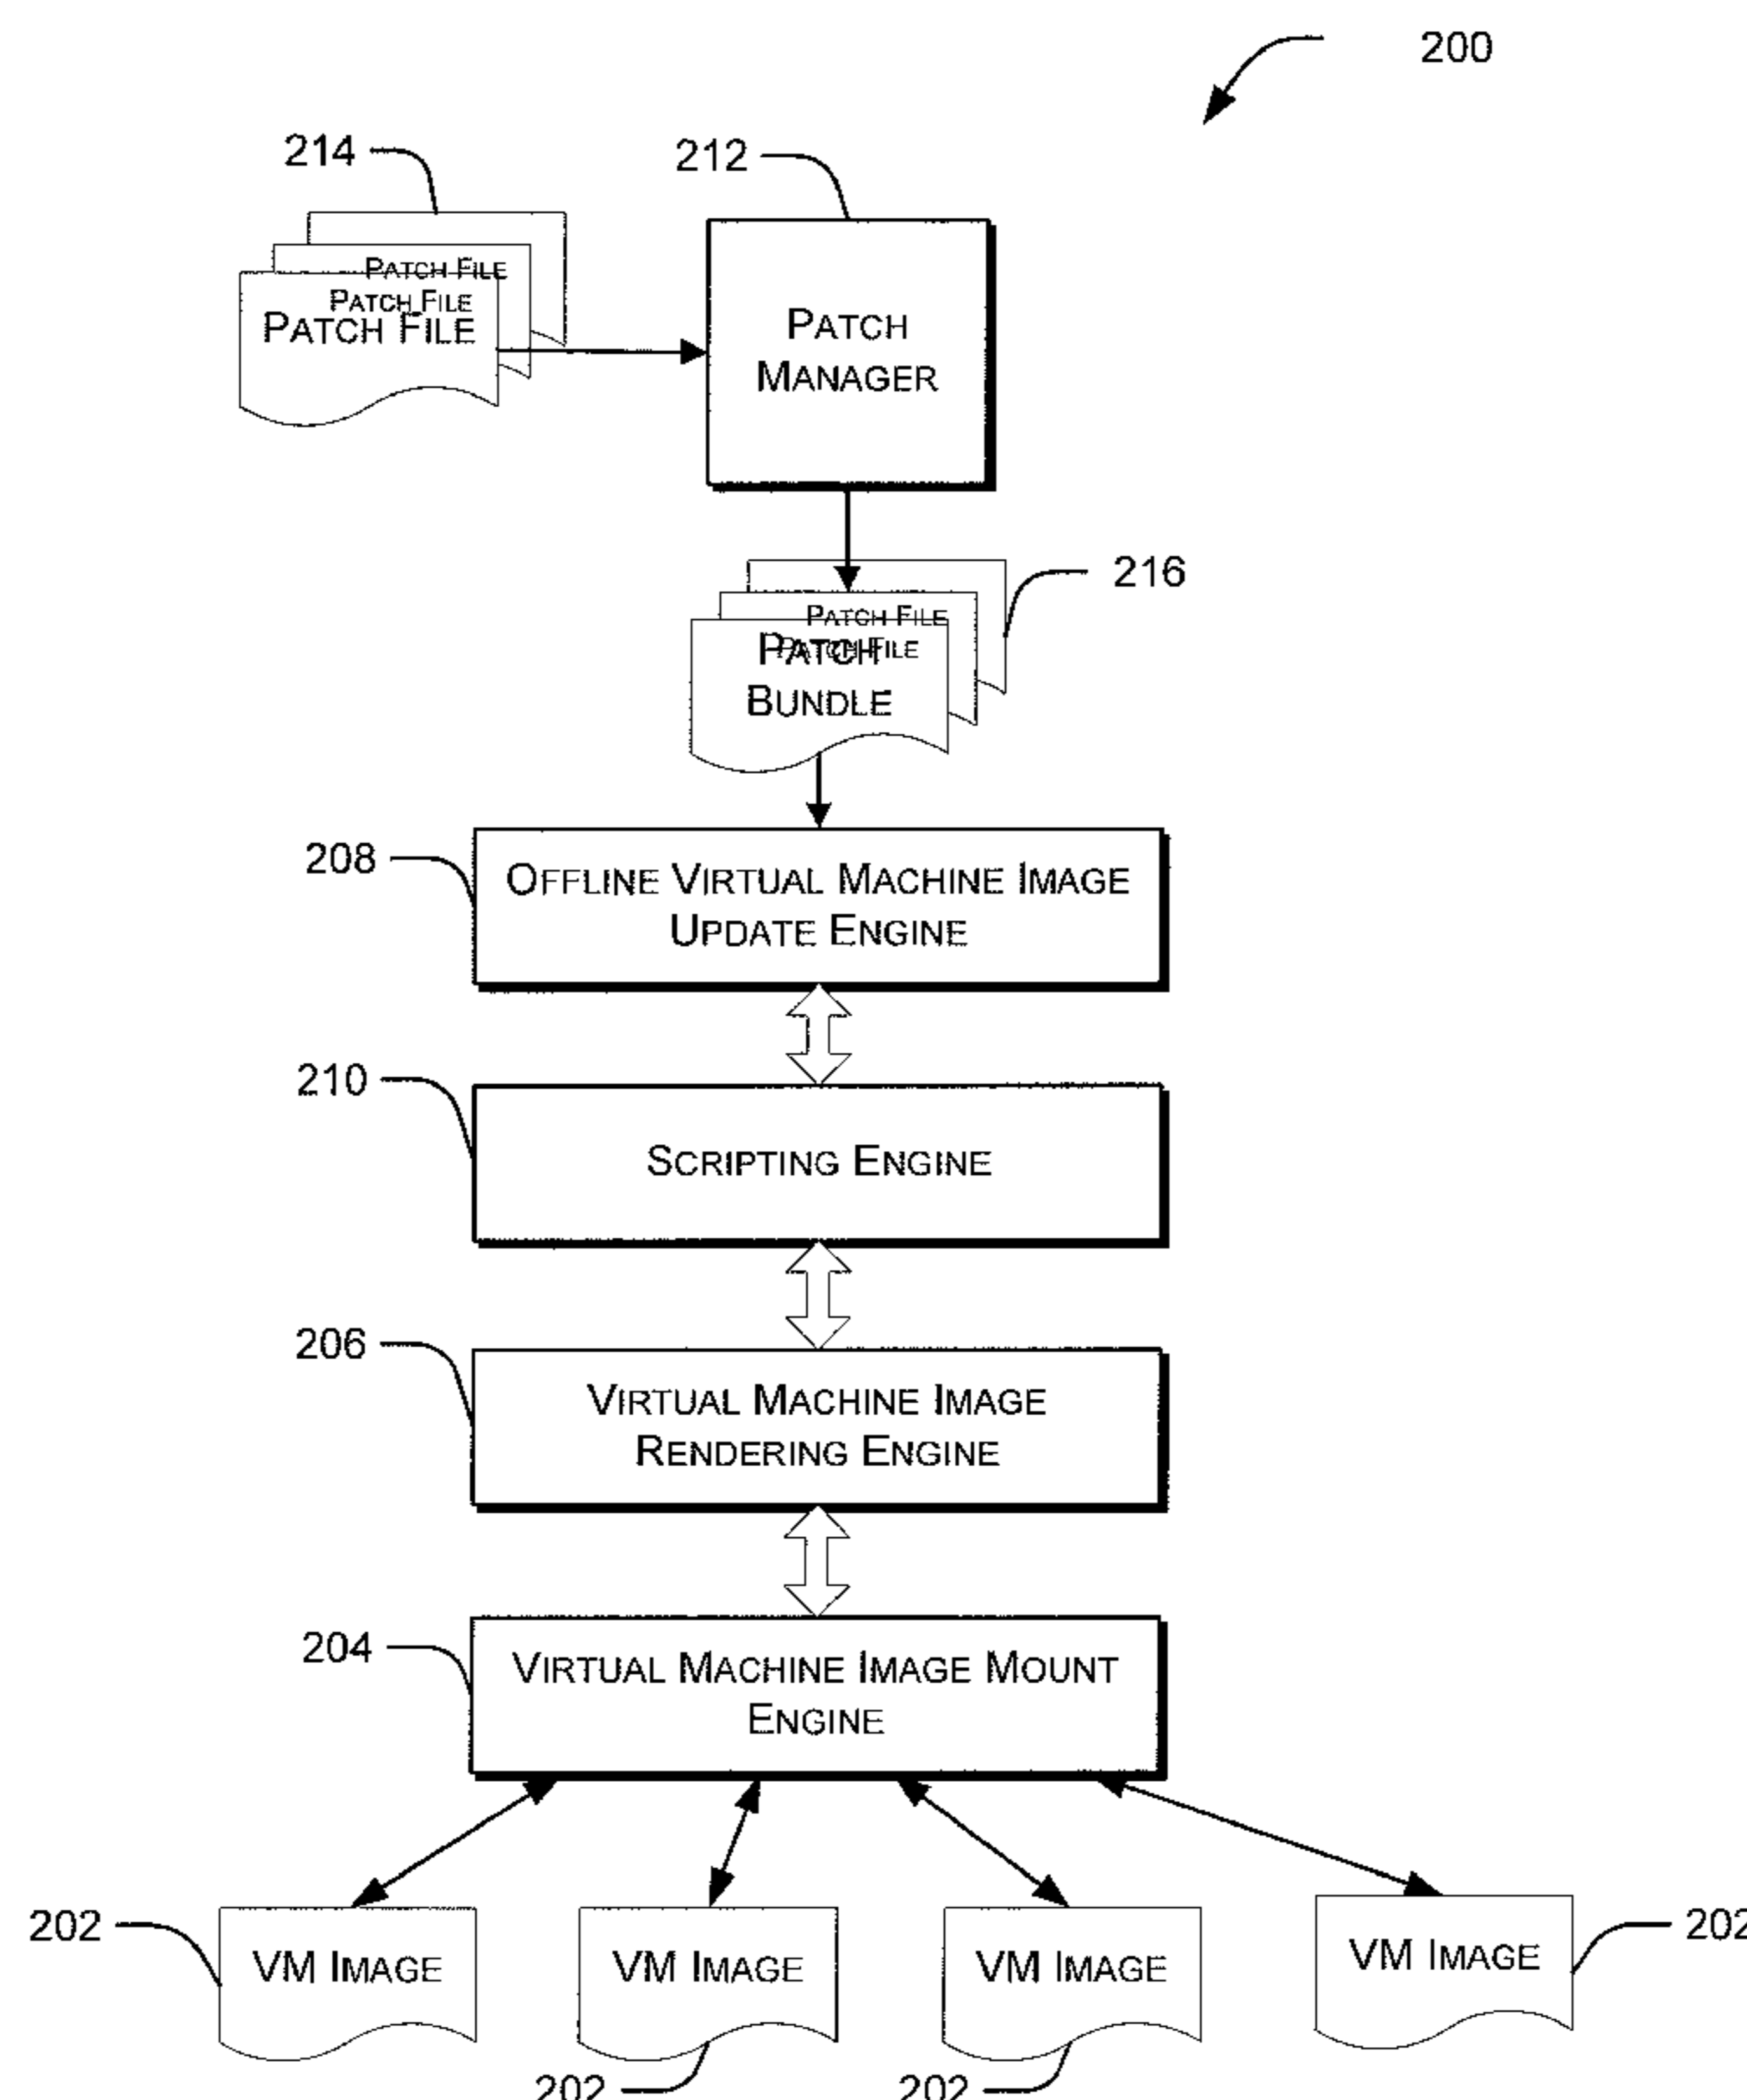 200
214
212
PATCH FILE
PATCH FILE
PATCH FILE
PATCH
MANAGER
216
PATCH FILE
PATCH FILE
PATCH
BUNDLE
208
OFFLINE VIRTUAL MACHINE IMAGE
UPDATE ENGINE
210
SCRIPTING ENGINE
206
VIRTUAL MACHINE IMAGE
RENDERING ENGINE
204
VIRTUAL MACHINE IMAGE MOUNT
ENGINE
202
VM IMAGE
VM IMAGE
VM IMAGE
VM IMAGE
202
202
202